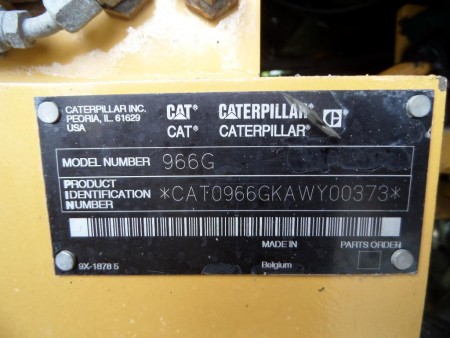 CATERPILLAR INC.
PEORIA, IL 61629
USA
CAT® CATERPILLAR®
CAT® CATERPILLAR®
MODEL NUMBER 966G
PRODUCT
IDENTIFICATION
NUMBER
*CAT0966GKAWY00373*
MADE IN
Belgium
PARTS ORDER
9X-1878 5